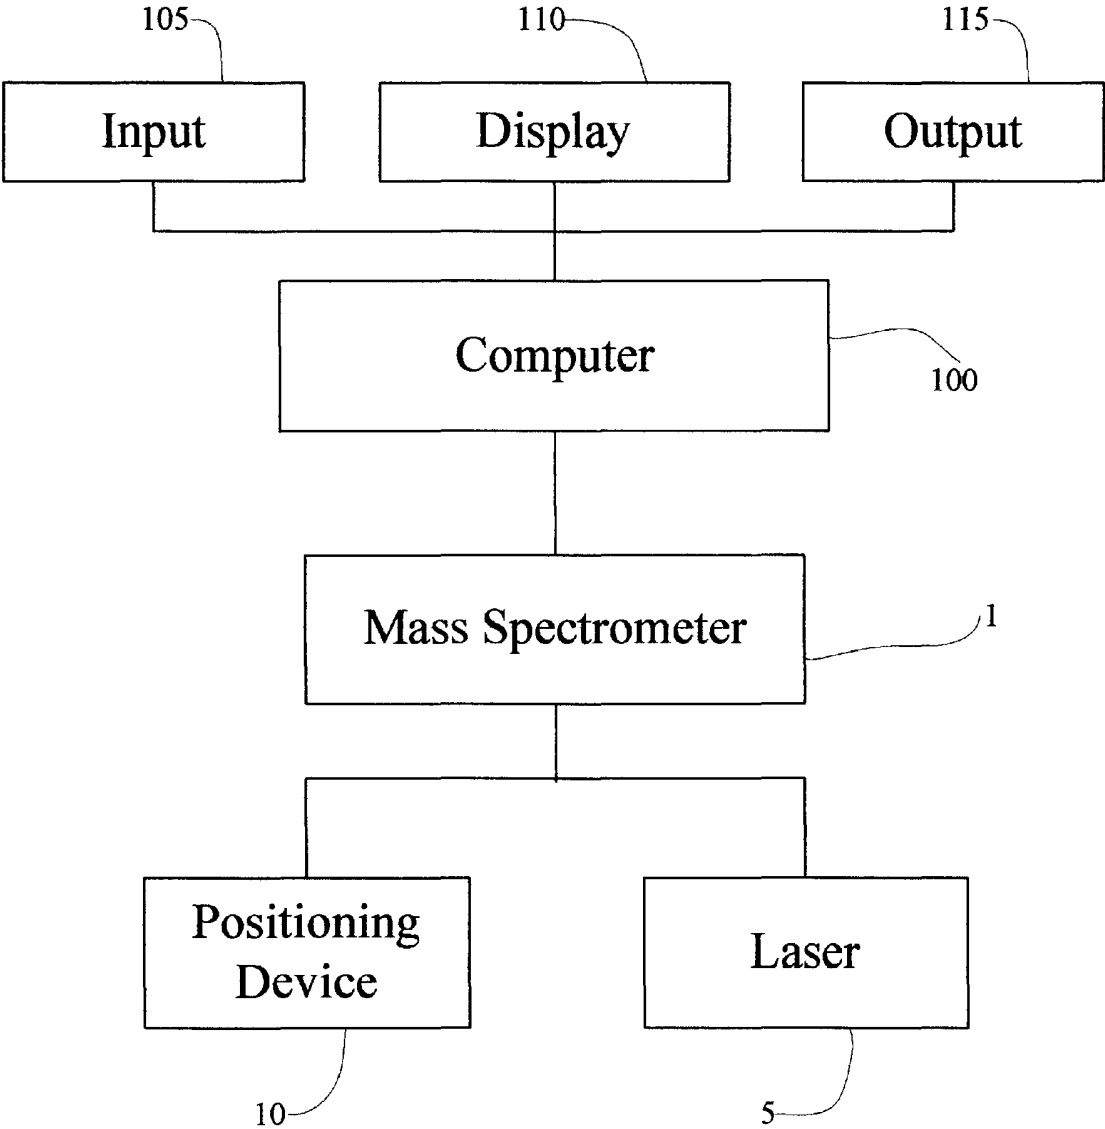 105
110
115
Input
Display
Output
Computer
100
Mass Spectrometer
1
Positioning
Device
Laser
10
5